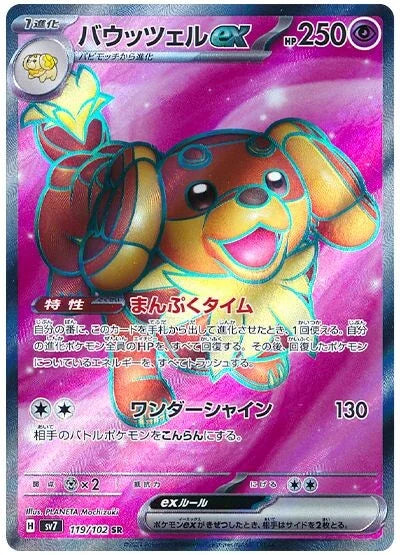 1進化
バウッツェルex
HP250
パピモッチから進化
特性 まんぷくタイム
自分の番に、このカードを手札から出して進化させたとき、1回使える。自分
の進化ポケモン全員のHPを、すべて回復する。その後、回復したポケモン
についているエネルギーを、すべてトラッシュする。
ワンダーシャイン 130
相手のバトルポケモンをこんらんにする。
弱点 ×2 抵抗力 にげる
Illus. PLANETA Mochizuki
exルール
H sv7 119/102 SR
ポケモンexがきぜつしたとき、相手はサイドを2枚とる。